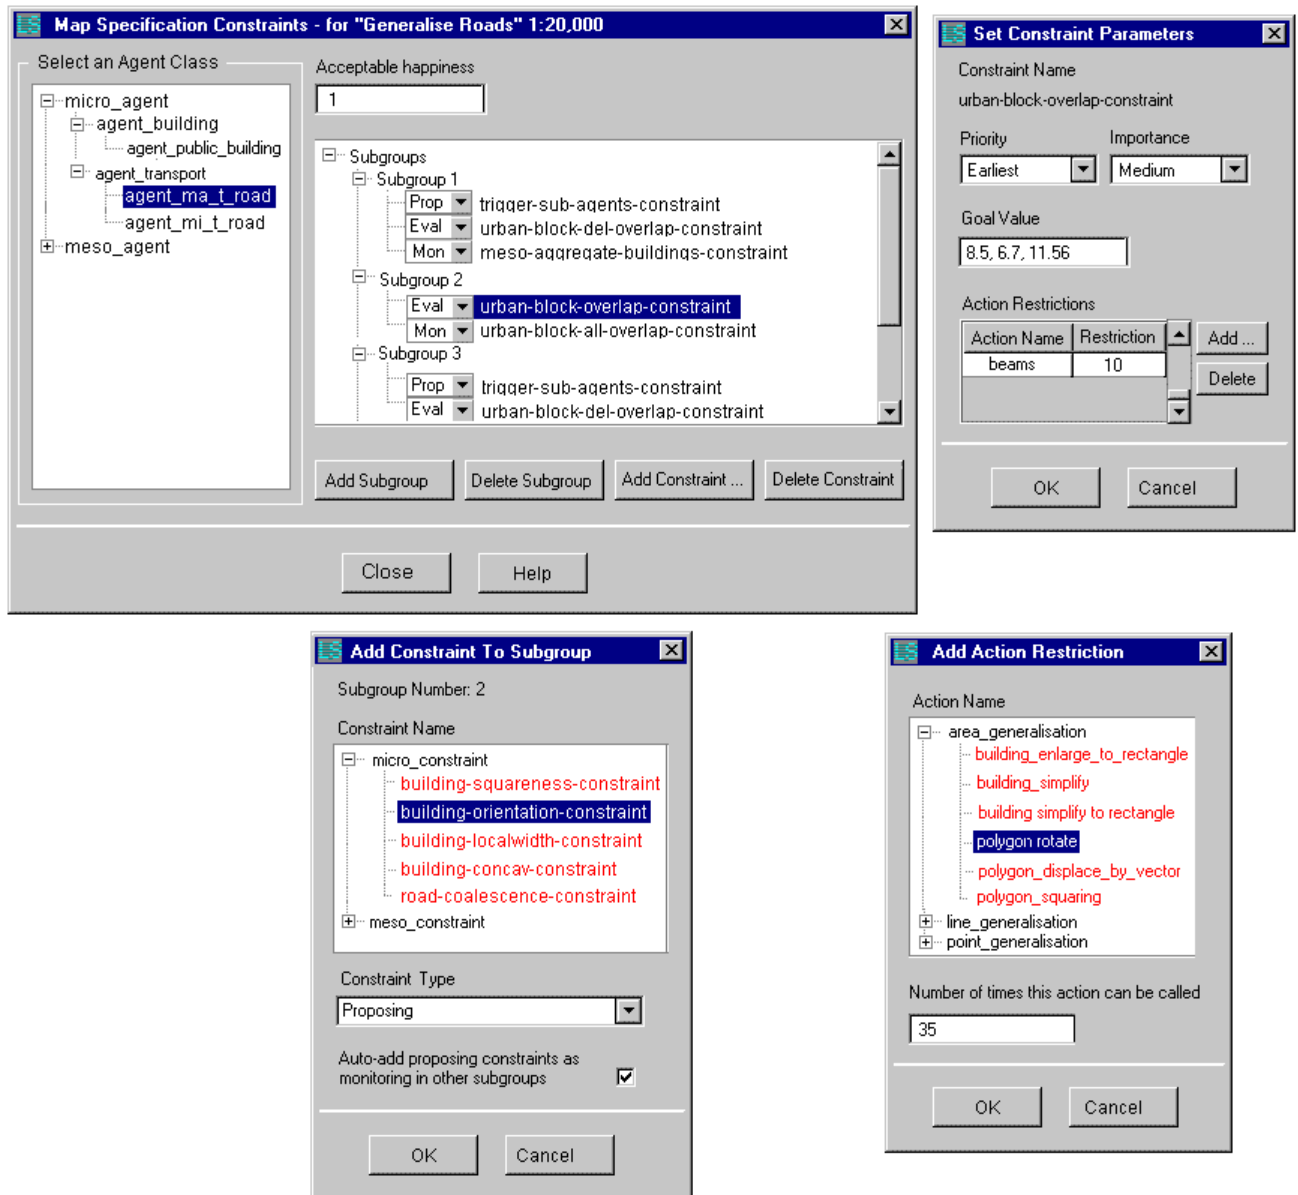 Map Specification Constraints - for "Generalise Roads" 1:20,000
Select an Agent Class
micro_agent
agent_building
agent_public_building
agent_transport
agent_ma_t_road
agent_mi_t_road
meso_agent
Acceptable happiness
1
Subgroups
Subgroup 1
Prop trigger-sub-agents-constraint
Eval urban-block-del-overlap-constraint
Mon meso-aggregate-buildings-constraint
Subgroup 2
Eval urban-block-overlap-constraint
Mon urban-block-all-overlap-constraint
Subgroup 3
Prop trigger-sub-agents-constraint
Eval urban-block-del-overlap-constraint
Add Subgroup Delete Subgroup Add Constraint ... Delete Constraint
Close Help
Set Constraint Parameters
Constraint Name
urban-block-overlap-constraint
Priority Importance
Earliest Medium
Goal Value
8.5, 6.7, 11.56
Action Restrictions
Action Name Restriction Add ...
beams 10 Delete
OK Cancel
Add Constraint To Subgroup
Subgroup Number: 2
Constraint Name
micro_constraint
building-squareness-constraint
building-orientation-constraint
building-localwidth-constraint
building-concav-constraint
road-coalescence-constraint
meso_constraint
Constraint Type
Proposing
Auto-add proposing constraints as
monitoring in other subgroups
OK Cancel
Add Action Restriction
Action Name
area_generalisation
building_enlarge_to_rectangle
building_simplify
building simplify to rectangle
polygon rotate
polygon_displace_by_vector
polygon_squaring
line_generalisation
point_generalisation
Number of times this action can be called
35
OK Cancel